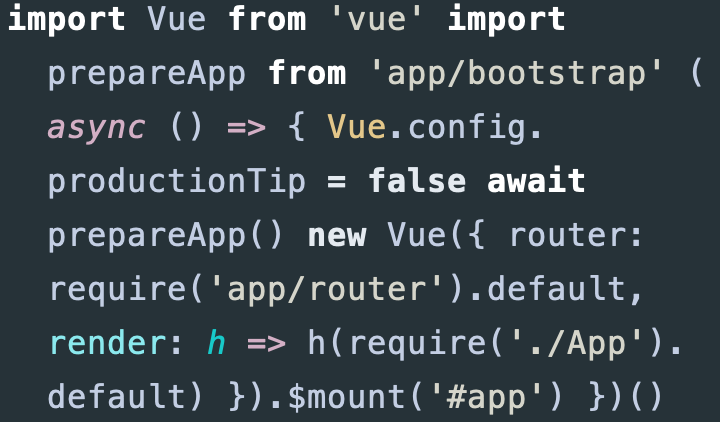 import Vue from 'vue' import
prepareApp from 'app/bootstrap' (
async () => { Vue.config.
productionTip = false await
prepareApp() new Vue({ router:
require('app/router').default,
render: h => h(require('./App').
default) }).$mount('#app') })()